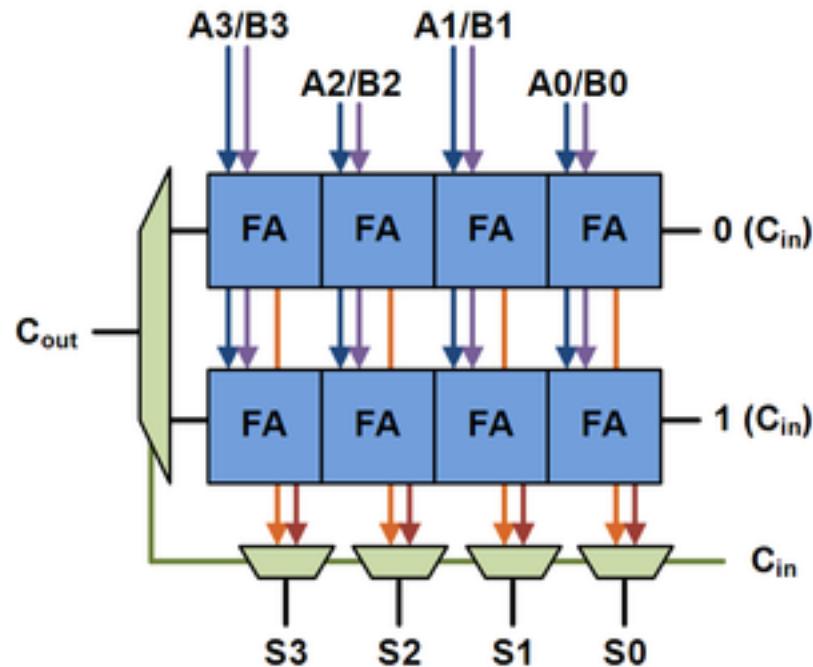 A3/B3
A1/B1
A2/B2
A0/B0
FA
FA
FA
FA
0 (Cin)
Cout
FA
FA
FA
FA
1 (Cin)
Cin
S3
S2
S1
S0